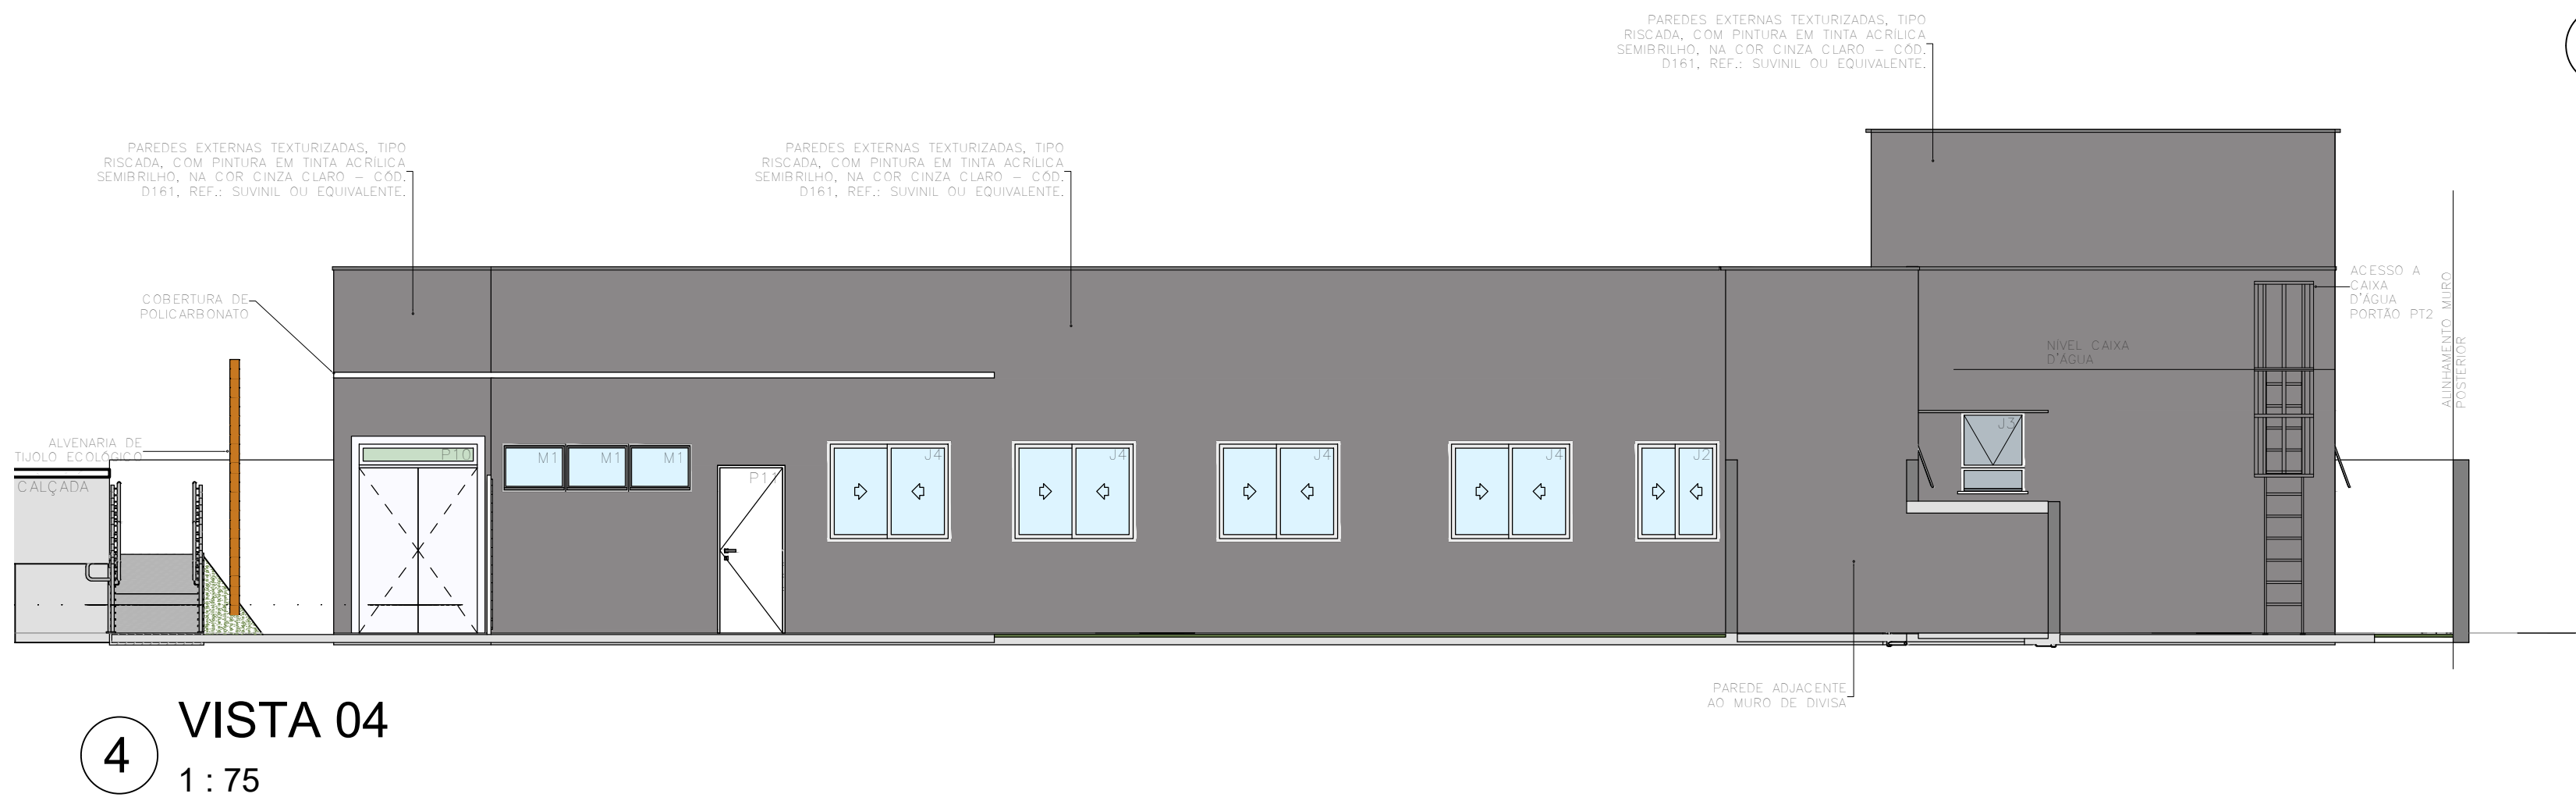 PAREDES EXTERNAS TEXTURIZADAS, TIPO
RISCADA, COM PINTURA EM TINTA ACRÍLICA
SEMIBRILHO, NA COR CINZA CLARO – CÓD.
D161, REF.: SUVINIL OU EQUIVALENTE.
PAREDES EXTERNAS TEXTURIZADAS, TIPO
RISCADA, COM PINTURA EM TINTA ACRÍLICA
SEMIBRILHO, NA COR CINZA CLARO – CÓD.
D161, REF.: SUVINIL OU EQUIVALENTE.
PAREDES EXTERNAS TEXTURIZADAS, TIPO
RISCADA, COM PINTURA EM TINTA ACRÍLICA
SEMIBRILHO, NA COR CINZA CLARO – CÓD.
D161, REF.: SUVINIL OU EQUIVALENTE.
COBERTURA DE
POLICARBONATO
ACESSO A
CAIXA
D'ÁGUA
PORTÃO PT2
ALINHAMENTO MURO
POSTERIOR
NÍVEL CAIXA
D'ÁGUA
ALVENARIA DE
TIJOLO ECOLÓGICO
CALÇADA
P10
M1
M1
M1
P11
J4
J4
J4
J4
J2
J3
PAREDE ADJACENTE
AO MURO DE DIVISA
4
VISTA 04
1 : 75